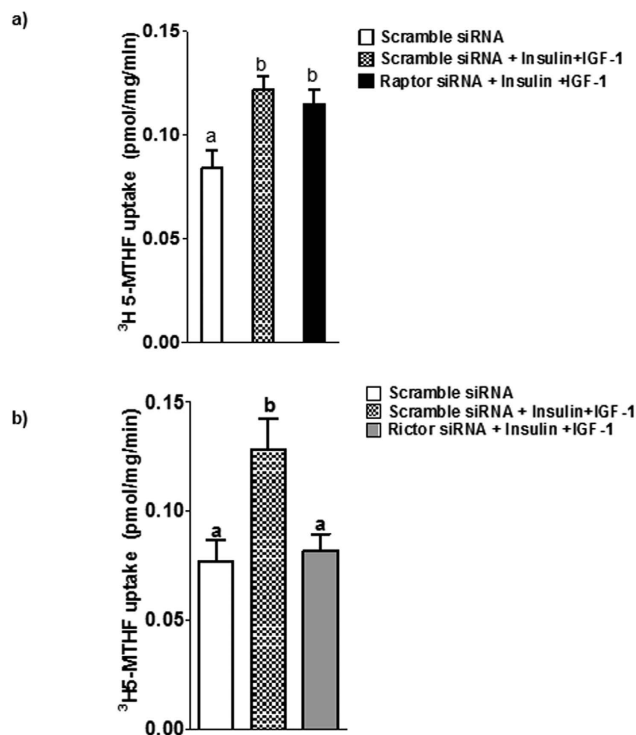 a)
Scramble siRNA
Scramble siRNA + Insulin+IGF-1
Raptor siRNA + Insulin +IGF-1
³H 5-MTHF uptake (pmol/mg/min)
0.15
0.10
0.05
0.00
a
b
b
b)
Scramble siRNA
Scramble siRNA + Insulin+IGF-1
Rictor siRNA + Insulin +IGF-1
³H5-MTHF uptake (pmol/mg/min)
0.15
0.10
0.05
0.00
a
b
a